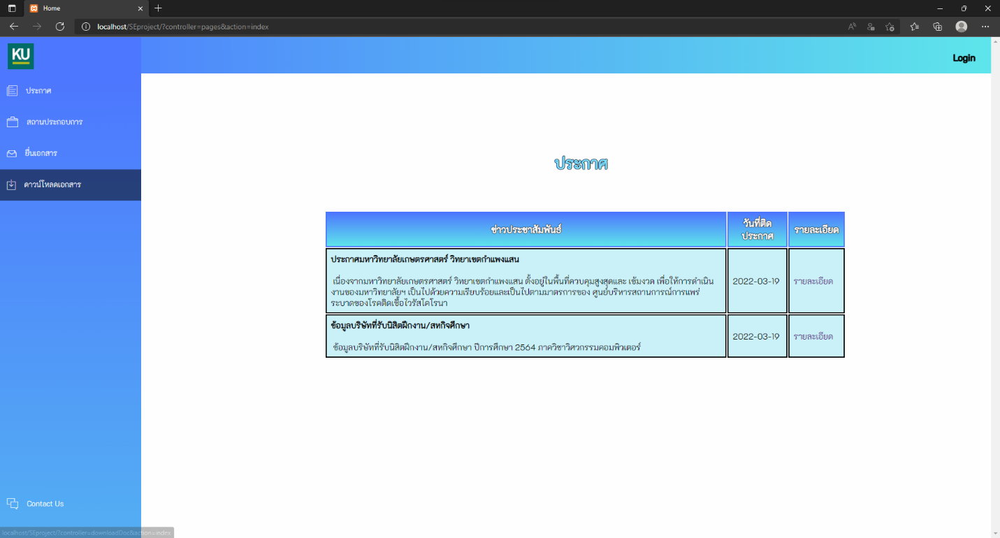 Home
localhost/SEproject/?controller=pages&action=index
KU
Login
ประกาศ
สถานประกอบการ
ยื่นเอกสาร
ดาวน์โหลดเอกสาร
ประกาศ
ข่าวประชาสัมพันธ์
วันที่ติด
ประกาศ
รายละเอียด
ประกาศมหาวิทยาลัยเกษตรศาสตร์ วิทยาเขตกำแพงแสน
เนื่องจากมหาวิทยาลัยเกษตรศาสตร์ วิทยาเขตกำแพงแสน ตั้งอยู่ในพื้นที่ควบคุมสูงสุดและ เข้มงวด เพื่อให้การดำเนิน
งานของมหาวิทยาลัยฯ เป็นไปด้วยความเรียบร้อยและเป็นไปตามมาตรการของ ศูนย์บริหารสถานการณ์การแพร่
ระบาดของโรคติดเชื้อไวรัสโคโรนา
2022-03-19
รายละเอียด
ข้อมูลบริษัทที่รับนิสิตฝึกงาน/สหกิจศึกษา
ข้อมูลบริษัทที่รับนิสิตฝึกงาน/สหกิจศึกษา ปีการศึกษา 2564 ภาควิชาวิศวกรรมคอมพิวเตอร์
2022-03-19
รายละเอียด
Contact Us
localhost/SEproject/?controller=downloadDoc&action=index